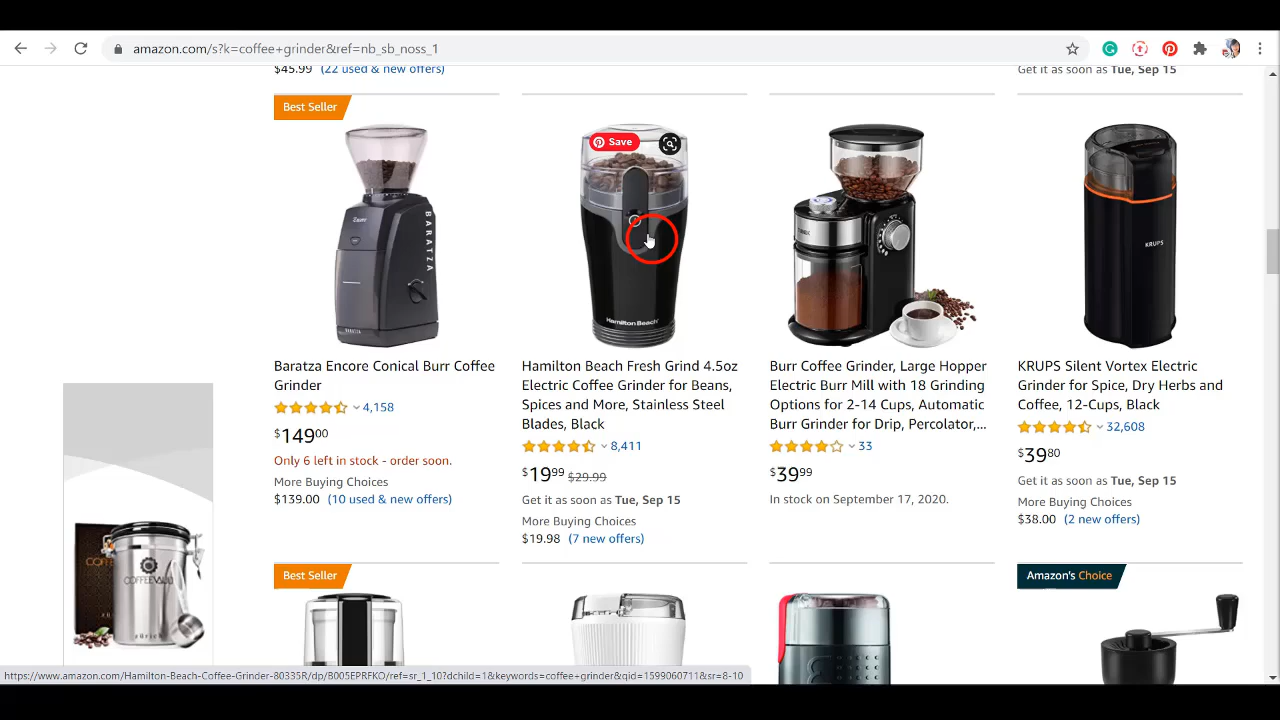 amazon.com/s?k=coffee+grinder&ref=nb_sb_noss_1
$45.99 (22 used & new offers)
Get it as soon as Tue, Sep 15
Best Seller
Save
Encore
BARATZA
BARATZA
Hamilton Beach
KRUPS
Baratza Encore Conical Burr Coffee
Grinder
4,158
$149 00
Only 6 left in stock - order soon.
More Buying Choices
$139.00 (10 used & new offers)
Hamilton Beach Fresh Grind 4.5oz
Electric Coffee Grinder for Beans,
Spices and More, Stainless Steel
Blades, Black
8,411
$19 99 $29.99
Get it as soon as Tue, Sep 15
More Buying Choices
$19.98 (7 new offers)
Burr Coffee Grinder, Large Hopper
Electric Burr Mill with 18 Grinding
Options for 2-14 Cups, Automatic
Burr Grinder for Drip, Percolator,...
33
$39 99
In stock on September 17, 2020.
KRUPS Silent Vortex Electric
Grinder for Spice, Dry Herbs and
Coffee, 12-Cups, Black
32,608
$39 80
Get it as soon as Tue, Sep 15
More Buying Choices
$38.00 (2 new offers)
COFFEEVAULT
zürich
Best Seller
Amazon's Choice
https://www.amazon.com/Hamilton-Beach-Coffee-Grinder-80335R/dp/B005EPRFKO/ref=sr_1_10?dchild=1&keywords=coffee+grinder&qid=1599060711&sr=8-10